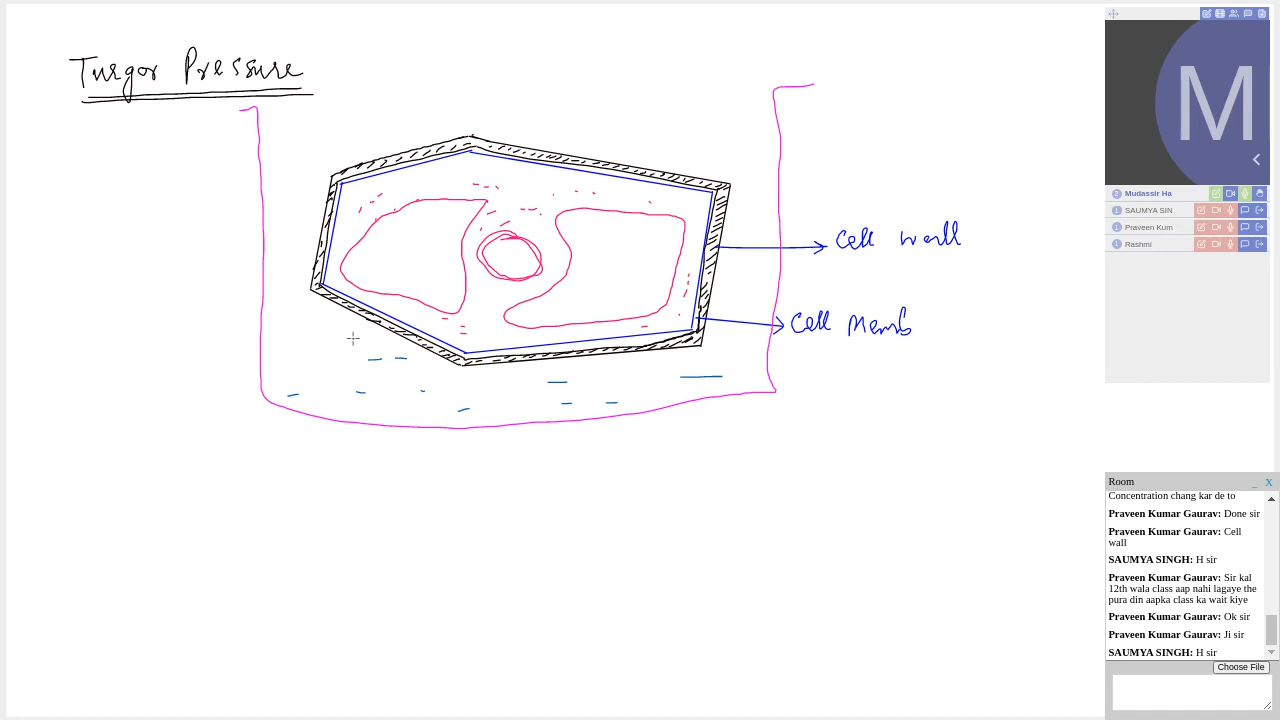 Turgor Pressure
Cell wall
Cell Memb
M
Mudassir Ha
SAUMYA SIN
Praveen Kum
Rashmi
Room
_ X
Concentration chang kar de to
Praveen Kumar Gaurav: Done sir
Praveen Kumar Gaurav: Cell
wall
SAUMYA SINGH: H sir
Praveen Kumar Gaurav: Sir kal
12th wala class aap nahi lagaye the
pura din aapka class ka wait kiye
Praveen Kumar Gaurav: Ok sir
Praveen Kumar Gaurav: Ji sir
SAUMYA SINGH: H sir
Choose File